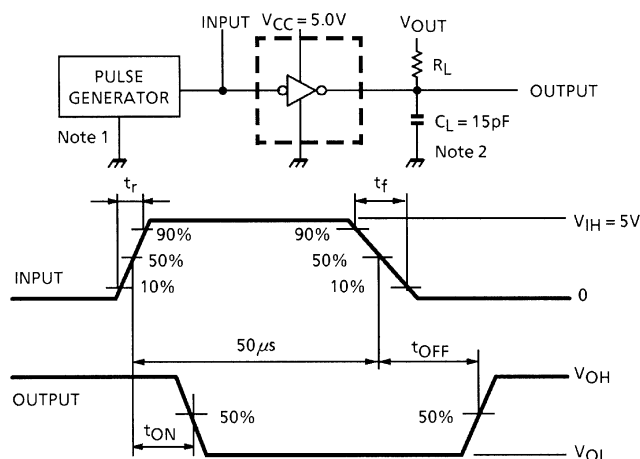 INPUT
VCC = 5.0V
VOUT
PULSE
GENERATOR
RL
OUTPUT
CL = 15pF
Note 1
Note 2
tr
tf
VIH = 5V
90%
90%
50%
50%
INPUT
10%
10%
0
50μs
tOFF
VOH
OUTPUT
50%
50%
tON
VOL